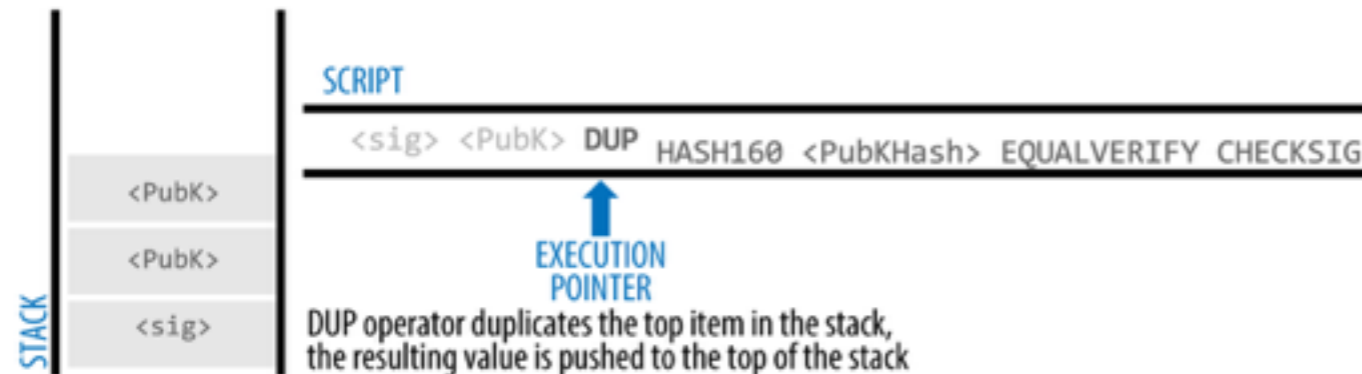 SCRIPT
<sig> <PubK> DUP HASH160 <PubKHash> EQUALVERIFY CHECKSIG
<PubK>
<PubK>
<sig>
STACK
EXECUTION
POINTER
DUP operator duplicates the top item in the stack,
the resulting value is pushed to the top of the stack